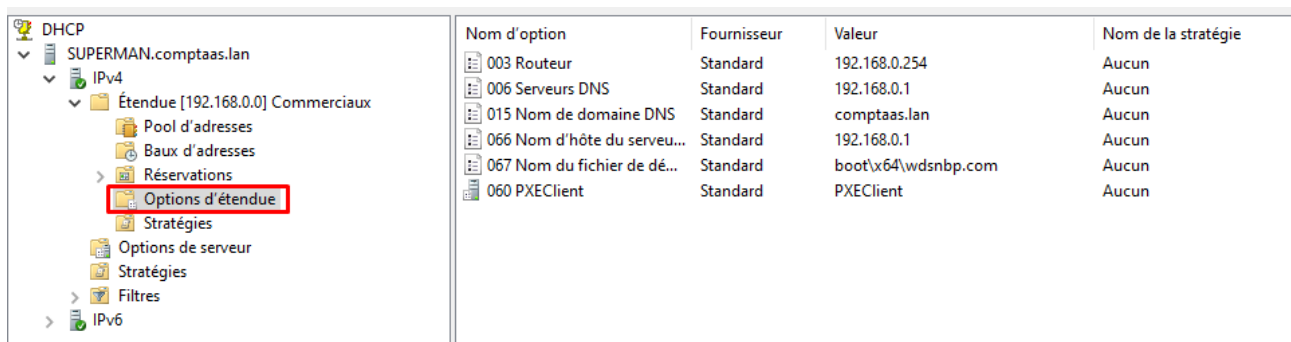 DHCP
SUPERMAN.comptaas.lan
IPv4
Étendue [192.168.0.0] Commerciaux
Pool d'adresses
Baux d'adresses
Réservations
Options d'étendue
Stratégies
Options de serveur
Stratégies
Filtres
IPv6
Nom d'option Fournisseur Valeur Nom de la stratégie
003 Routeur Standard 192.168.0.254 Aucun
006 Serveurs DNS Standard 192.168.0.1 Aucun
015 Nom de domaine DNS Standard comptaas.lan Aucun
066 Nom d'hôte du serveu... Standard 192.168.0.1 Aucun
067 Nom du fichier de dé... Standard boot\x64\wdsnbp.com Aucun
060 PXEClient Standard PXEClient Aucun